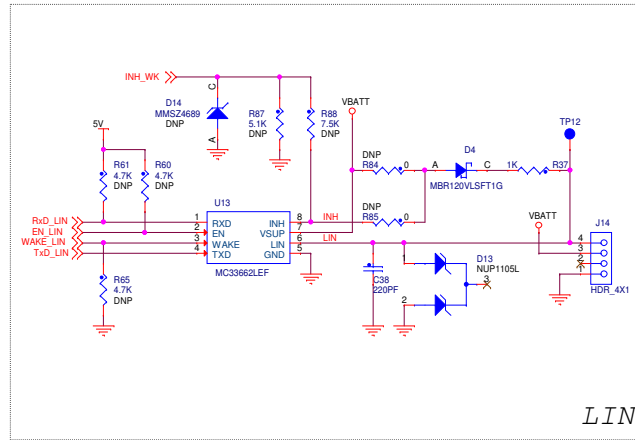 INH_WK
C
D14
MMSZ4689
DNP
A
R87
5.1K
DNP
R88
7.5K
DNP
VBATT
TP12
5V
R61
4.7K
DNP
R60
4.7K
DNP
DNP
R84
0
A
D4
C
MBR120VLSFT1G
1K
R37
U13
RxD_LIN
EN_LIN
WAKE_LIN
TxD_LIN
1
2
3
4
RXD
EN
WAKE
TXD
INH
VSUP
LIN
GND
8
7
6
5
MC33662LEF
INH
LIN
DNP
R85
0
VBATT
J14
4
3
2
1
HDR_4X1
R65
4.7K
DNP
C38
220PF
1
2
D13
NUP1105L
3
LIN